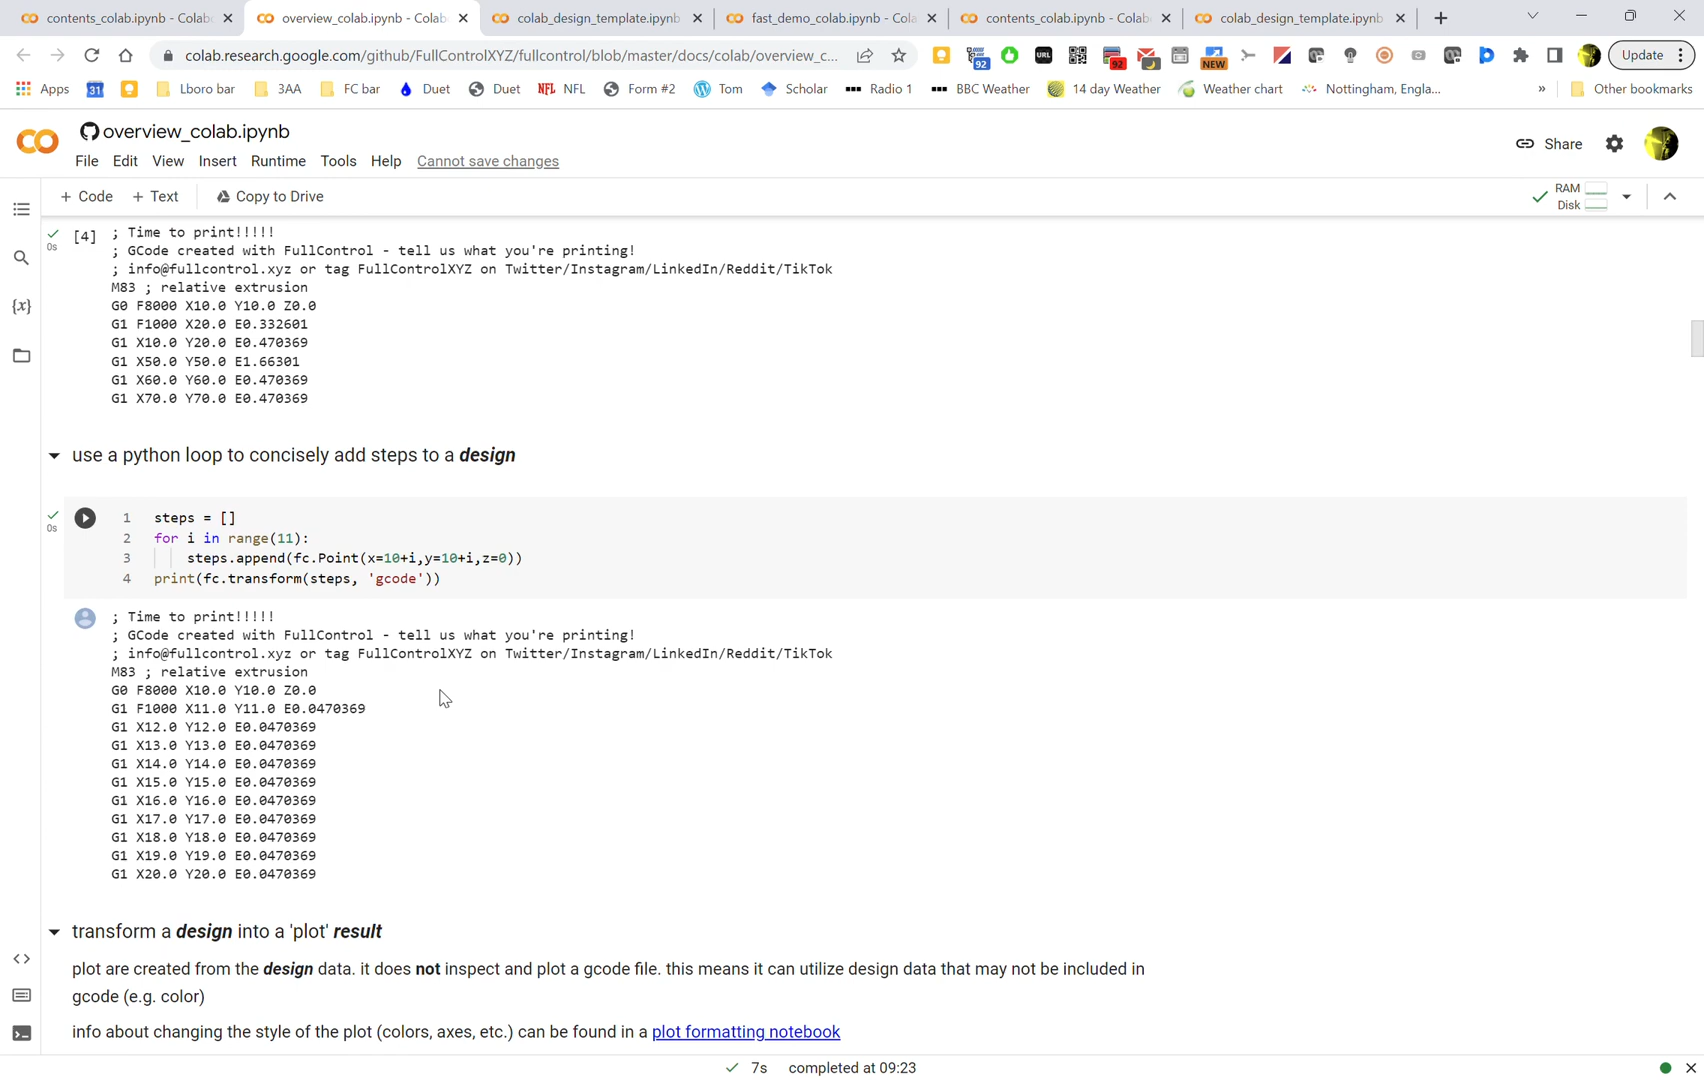 contents_colab.ipynb - Colab
overview_colab.ipynb - Colab
colab_design_template.ipynb
fast_demo_colab.ipynb - Cola
contents_colab.ipynb - Colab
colab_design_template.ipynb
colab.research.google.com/github/FullControlXYZ/fullcontrol/blob/master/docs/colab/overview_c...
92
URL
92
NEW
Update
Apps
31
Lboro bar
3AA
FC bar
Duet
Duet
NFL NFL
Form #2
Tom
Scholar
Radio 1
BBC Weather
14 day Weather
Weather chart
Nottingham, Engla...
»
Other bookmarks
overview_colab.ipynb
File Edit View Insert Runtime Tools Help Cannot save changes
Share
+ Code + Text Copy to Drive
RAM
Disk
0s
[4]
; Time to print!!!!!
; GCode created with FullControl - tell us what you're printing!
; info@fullcontrol.xyz or tag FullControlXYZ on Twitter/Instagram/LinkedIn/Reddit/TikTok
M83 ; relative extrusion
G0 F8000 X10.0 Y10.0 Z0.0
G1 F1000 X20.0 E0.332601
G1 X10.0 Y20.0 E0.470369
G1 X50.0 Y50.0 E1.66301
G1 X60.0 Y60.0 E0.470369
G1 X70.0 Y70.0 E0.470369
use a python loop to concisely add steps to a design
0s
1 steps = []
2 for i in range(11):
3 steps.append(fc.Point(x=10+i,y=10+i,z=0))
4 print(fc.transform(steps, 'gcode'))
; Time to print!!!!!
; GCode created with FullControl - tell us what you're printing!
; info@fullcontrol.xyz or tag FullControlXYZ on Twitter/Instagram/LinkedIn/Reddit/TikTok
M83 ; relative extrusion
G0 F8000 X10.0 Y10.0 Z0.0
G1 F1000 X11.0 Y11.0 E0.0470369
G1 X12.0 Y12.0 E0.0470369
G1 X13.0 Y13.0 E0.0470369
G1 X14.0 Y14.0 E0.0470369
G1 X15.0 Y15.0 E0.0470369
G1 X16.0 Y16.0 E0.0470369
G1 X17.0 Y17.0 E0.0470369
G1 X18.0 Y18.0 E0.0470369
G1 X19.0 Y19.0 E0.0470369
G1 X20.0 Y20.0 E0.0470369
transform a design into a 'plot' result
plot are created from the design data. it does not inspect and plot a gcode file. this means it can utilize design data that may not be included in
gcode (e.g. color)
info about changing the style of the plot (colors, axes, etc.) can be found in a plot formatting notebook
7s completed at 09:23